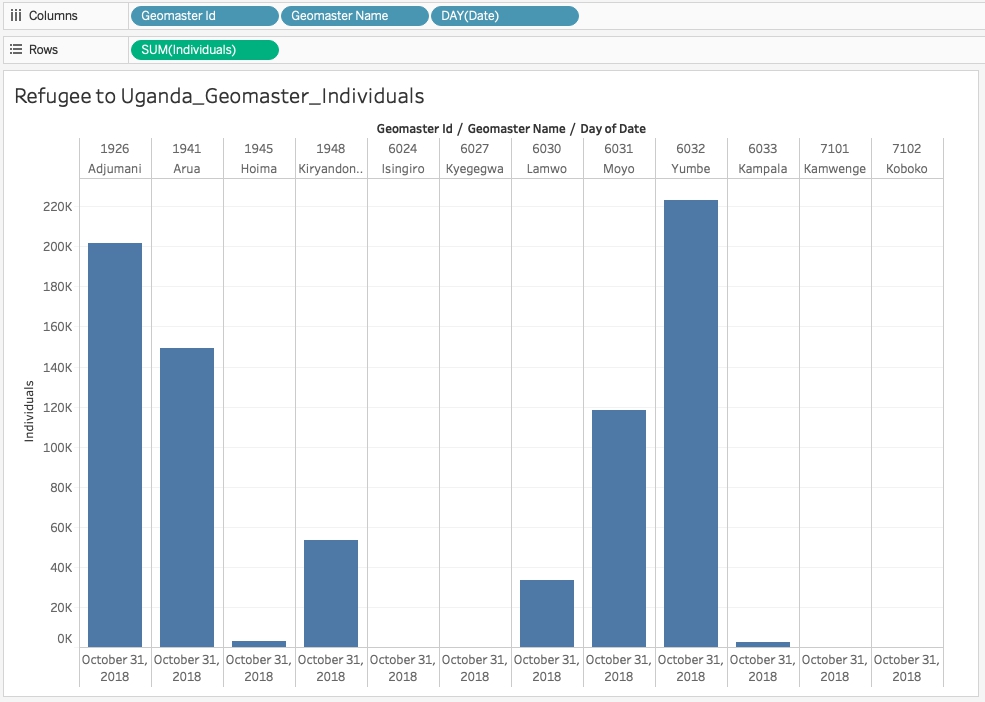 Columns Geomaster Id Geomaster Name DAY(Date)
Rows SUM(Individuals)
Refugee to Uganda_Geomaster_Individuals
Geomaster Id / Geomaster Name / Day of Date
1926 1941 1945 1948 6024 6027 6030 6031 6032 6033 7101 7102
Adjumani Arua Hoima Kiryandon.. Isingiro Kyegegwa Lamwo Moyo Yumbe Kampala Kamwenge Koboko
220K
200K
180K
160K
140K
120K
100K
80K
60K
40K
20K
0K
Individuals
October 31, October 31, October 31, October 31, October 31, October 31, October 31, October 31, October 31, October 31, October 31, October 31,
2018 2018 2018 2018 2018 2018 2018 2018 2018 2018 2018 2018